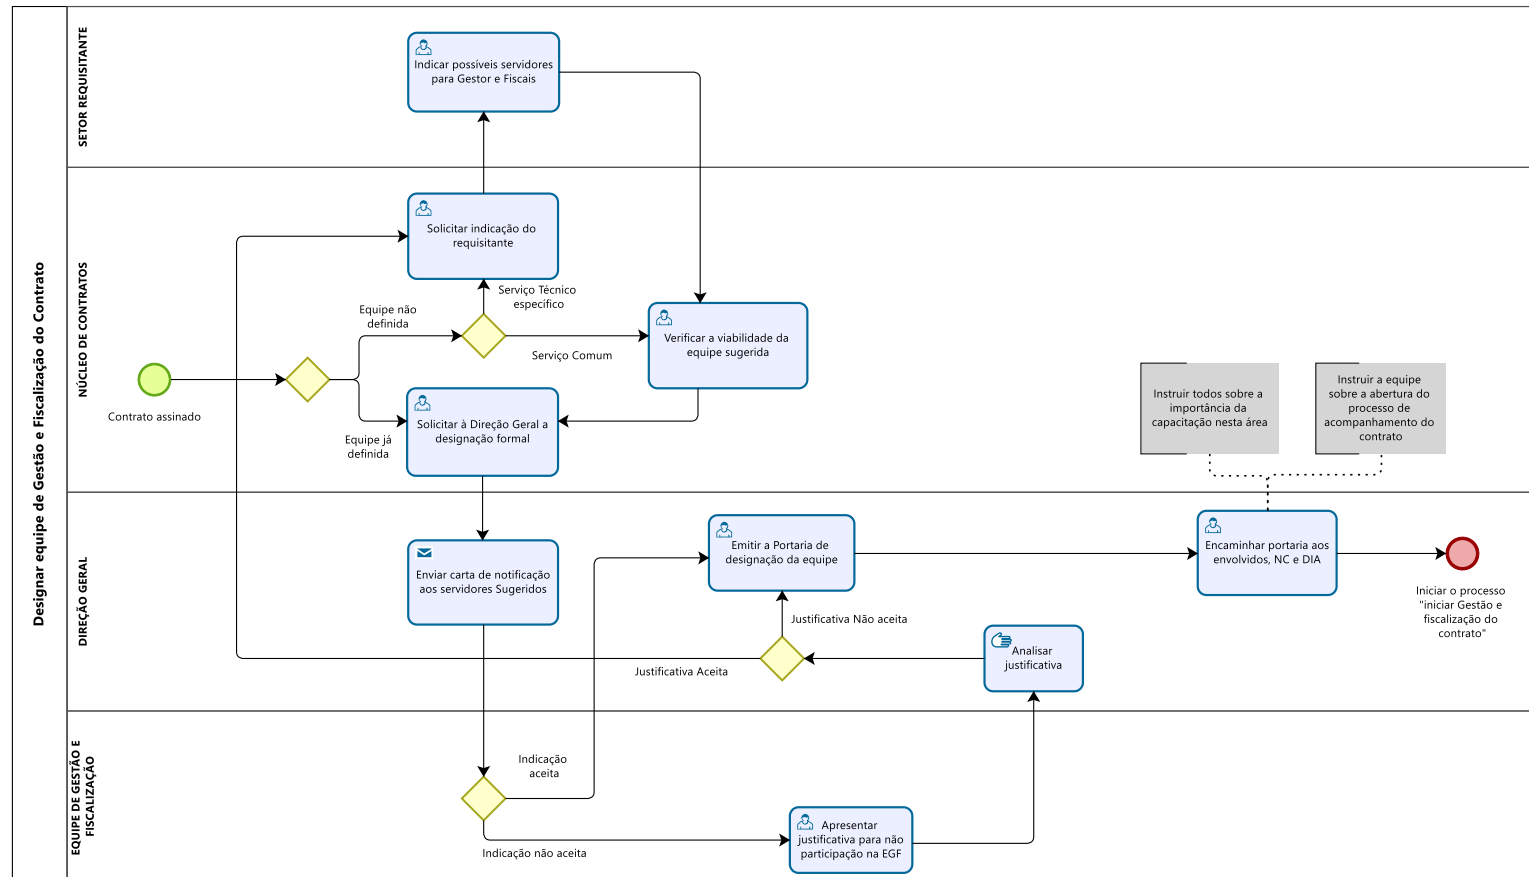 Designar equipe de Gestão e Fiscalização do Contrato
SETOR REQUISITANTE
Indicar possíveis servidores
para Gestor e Fiscais
NÚCLEO DE CONTRATOS
Solicitar indicação do
requisitante
Serviço Técnico
específico
Equipe não
definida
Serviço Comum
Verificar a viabilidade da
equipe sugerida
Contrato assinado
Equipe já
definida
Solicitar à Direção Geral a
designação formal
Instruir todos sobre a
importância da
capacitação nesta área
Instruir a equipe
sobre a abertura do
processo de
acompanhamento do
contrato
DIREÇÃO GERAL
Enviar carta de notificação
aos servidores Sugeridos
Emitir a Portaria de
designação da equipe
Encaminhar portaria aos
envolvidos, NC e DIA
Iniciar o processo
"iniciar Gestão e
fiscalização do
contrato"
Justificativa Não aceita
Justificativa Aceita
Analisar
justificativa
EQUIPE DE GESTÃO E
FISCALIZAÇÃO
Indicação
aceita
Indicação não aceita
Apresentar
justificativa para não
participação na EGF